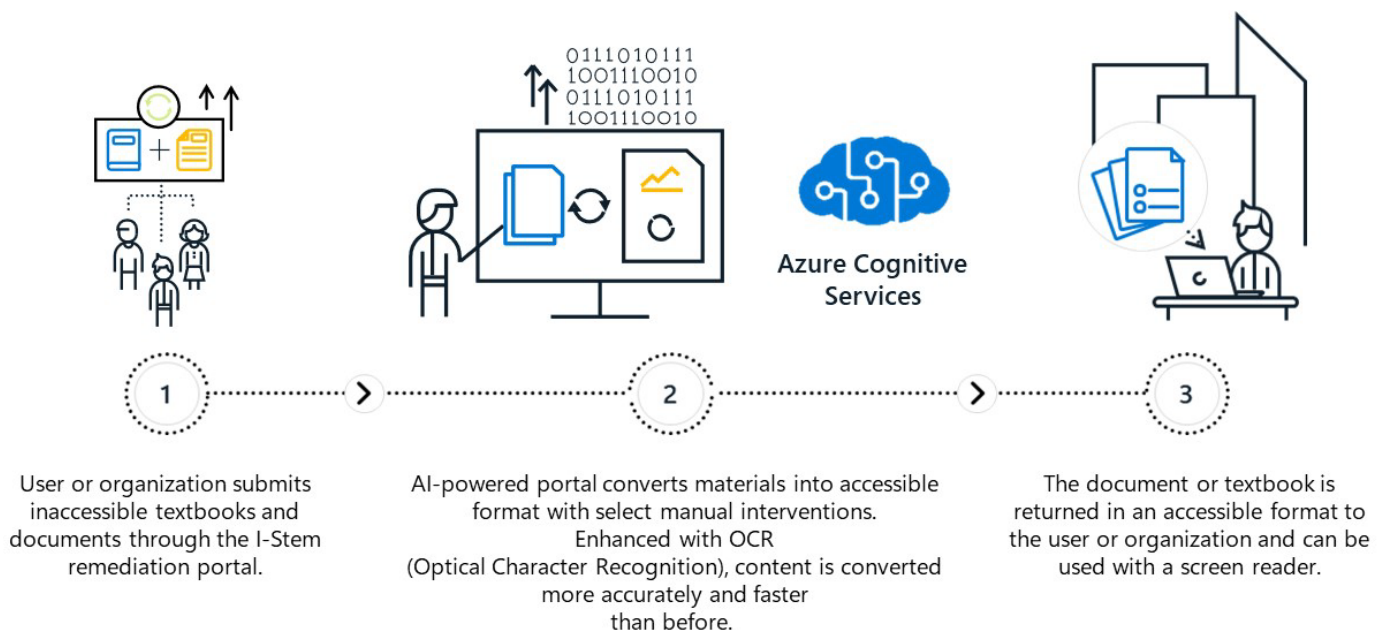 0111010111
1001110010
0111010111
1001110010
Azure Cognitive
Services
1
2
3
User or organization submits
inaccessible textbooks and
documents through the I-Stem
remediation portal.
AI-powered portal converts materials into accessible
format with select manual interventions.
Enhanced with OCR
(Optical Character Recognition), content is converted
more accurately and faster
than before.
The document or textbook is
returned in an accessible format to
the user or organization and can be
used with a screen reader.